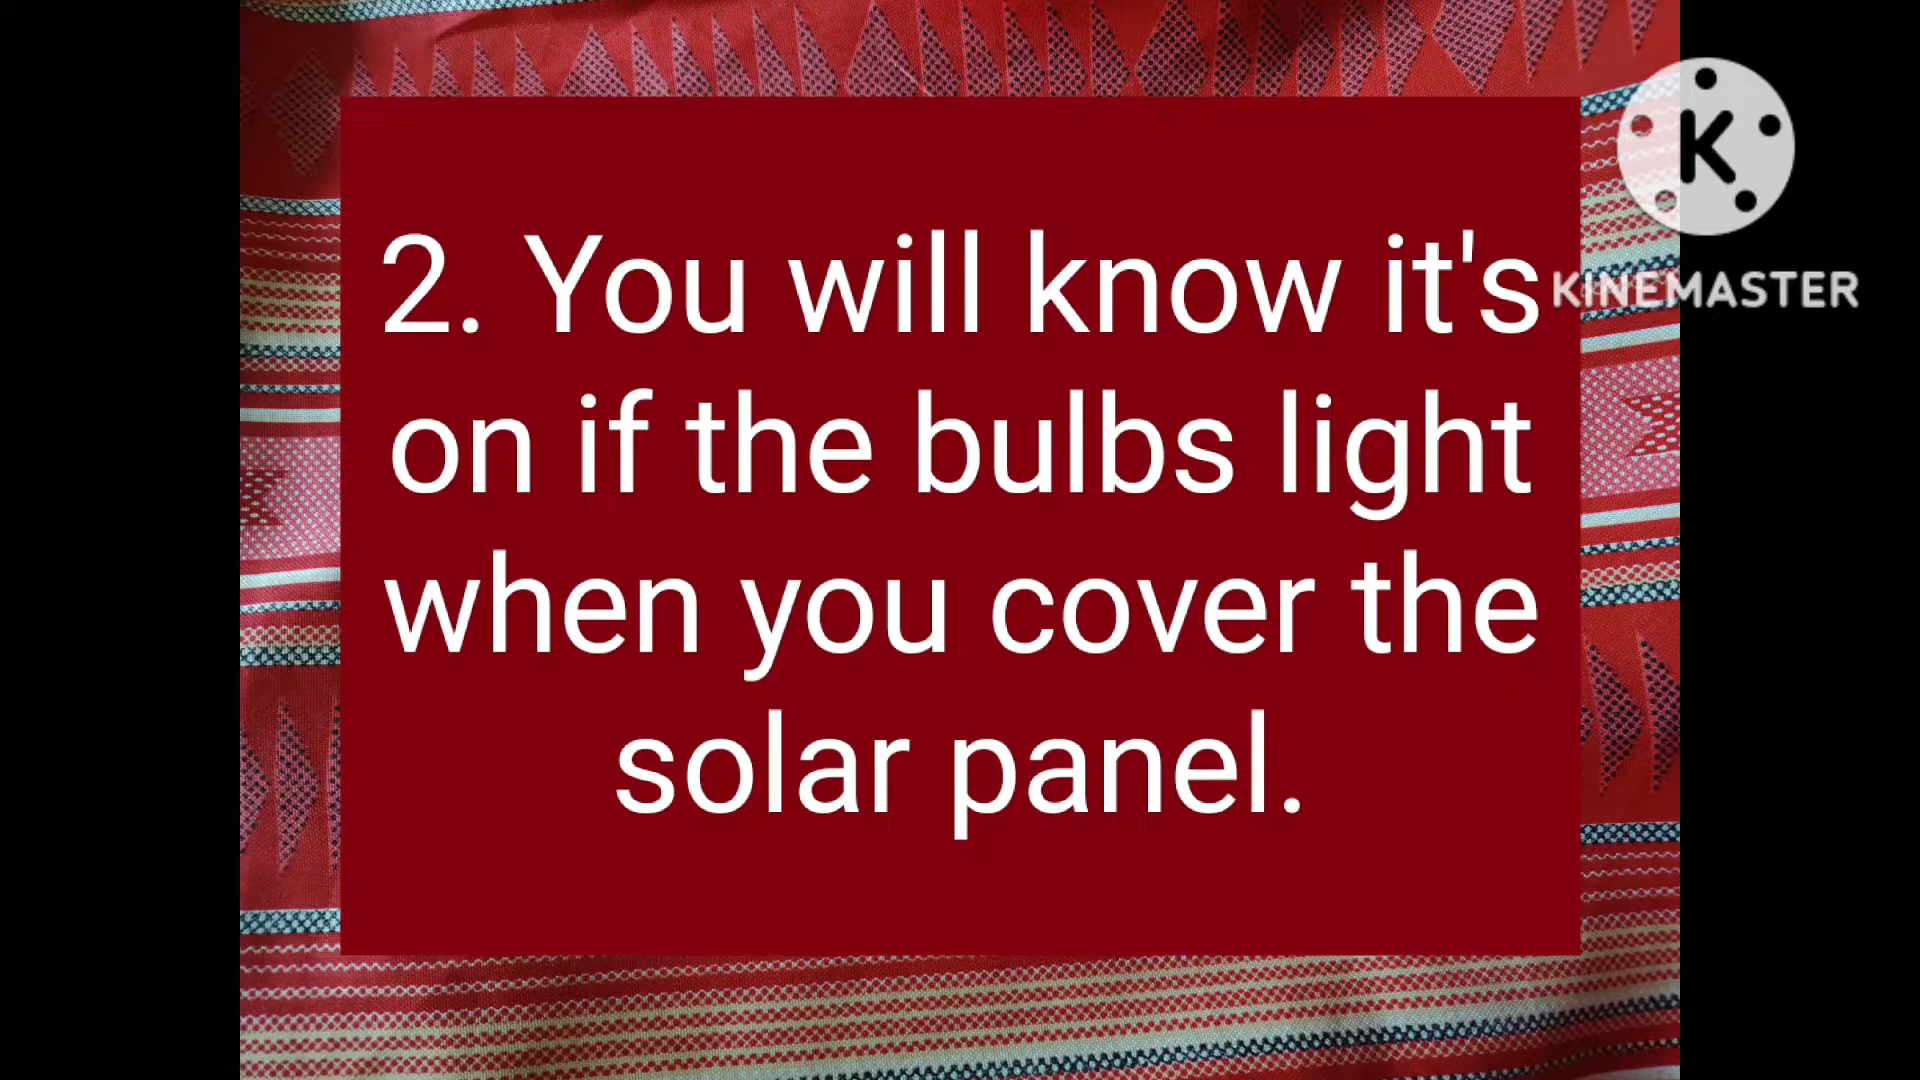 2. You will know it's
on if the bulbs light
when you cover the
solar panel.
K
KINEMASTER